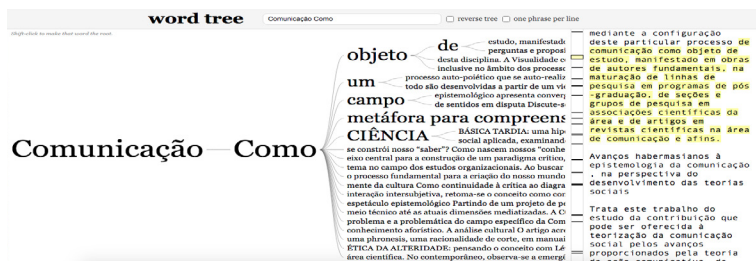 word tree
Comunicação Como
reverse tree
one phrase per line
Shift-click to make that word the root.
Comunicação
Como
objeto
de
estudo, manifestado
perguntas e propos
desta disciplina. A Visualidade e
inclusive no âmbito dos process
um
processo auto-poiético que se auto-realiz
todo são desenvolvidas a partir de um vie
campo
epistemológico apresenta converg
de sentidos em disputa Discute-s
metáfora para compreens
CIÊNCIA
BÁSICA TARDIA: uma hip
social aplicada, examinand
se constrói nosso "saber"? Como nascem nossos "conhe
eixo central para a construção de um paradigma crítico,
tema no campo dos estudos organizacionais. Ao buscar
o processo fundamental para a criação do nosso mundo
mente da cultura Como continuidade à crítica ao diagra
interação intersubjetiva, retoma-se o conceito como con
espetáculo epistemológico Partindo de um projeto de pe
meio técnico até as atuais dimensões mediatizadas. A C
problema e a problemática do campo específico da Com
conhecimento aforístico. A análise cultural O artigo acre
uma phronesis, uma racionalidade de corte, em manuai
ÉTICA DA ALTERIDADE: pensando o conceito com Lé
área científica. No contemporâneo, observa-se a emergê
mediante a configuração
deste particular processo de
comunicação como objeto de
estudo, manifestado em obras
de autores fundamentais, na
maturação de linhas de
pesquisa em programas de pós
-graduação, de seções e
grupos de pesquisa em
associações científicas da
área e de artigos em
revistas científicas na área
de comunicação e afins.
Avanços habermasianos à
epistemologia da comunicação
, na perspectiva do
desenvolvimento das teorias
sociais
Trata este trabalho do
estudo da contribuição que
pode ser oferecida à
teorização da comunicação
social pelos avanços
proporcionados pela teoria